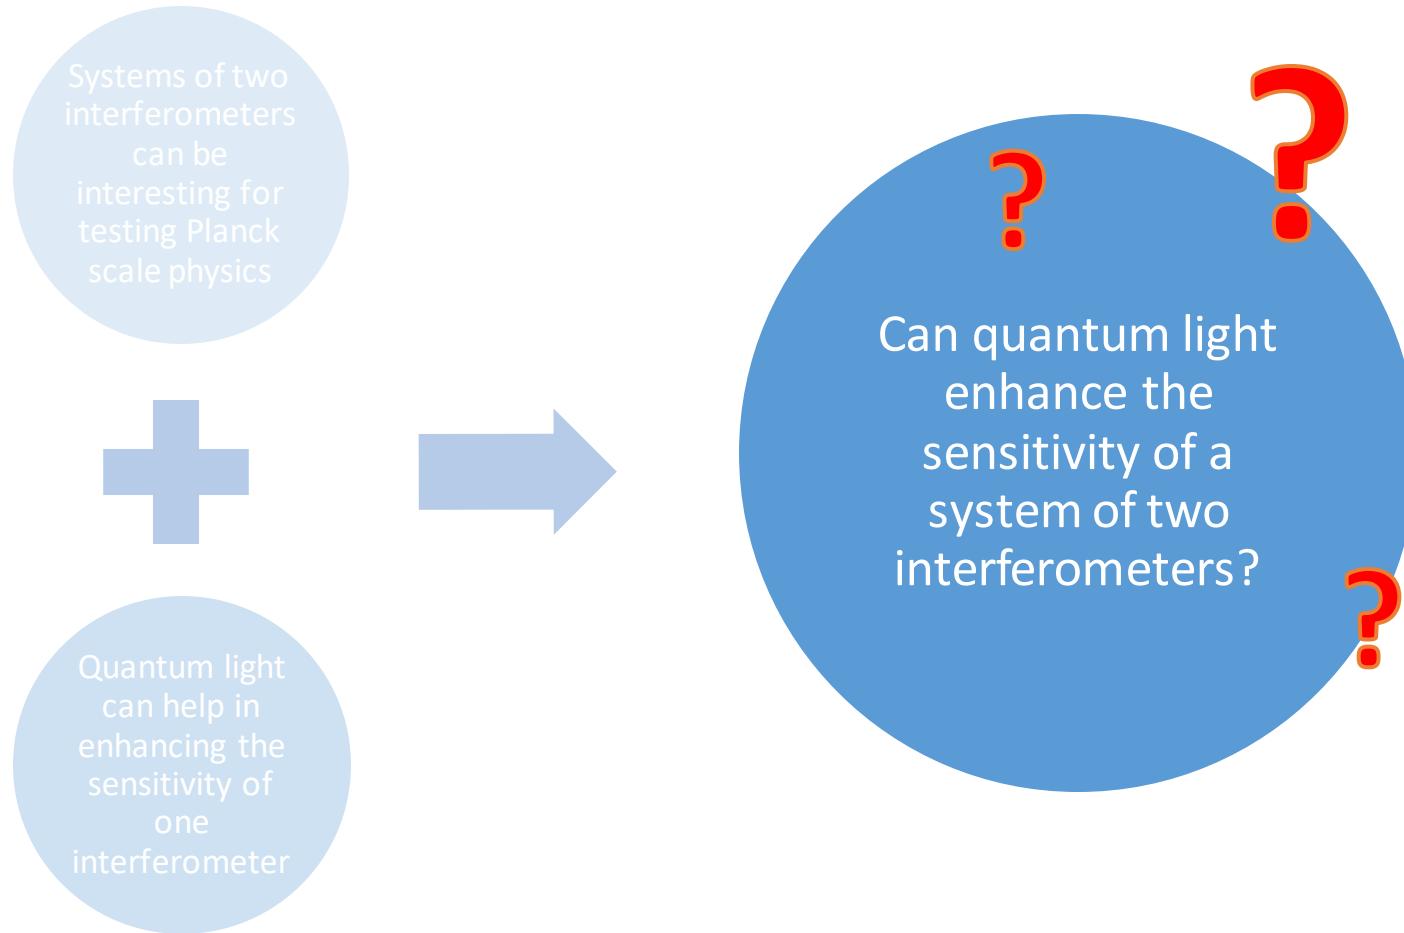 Systems of two
interferometers
can be
interesting for
testing Planck
scale physics
Quantum light
can help in
enhancing the
sensitivity of
one
interferometer
?
?
Can quantum light
enhance the
sensitivity of a
system of two
interferometers?
?